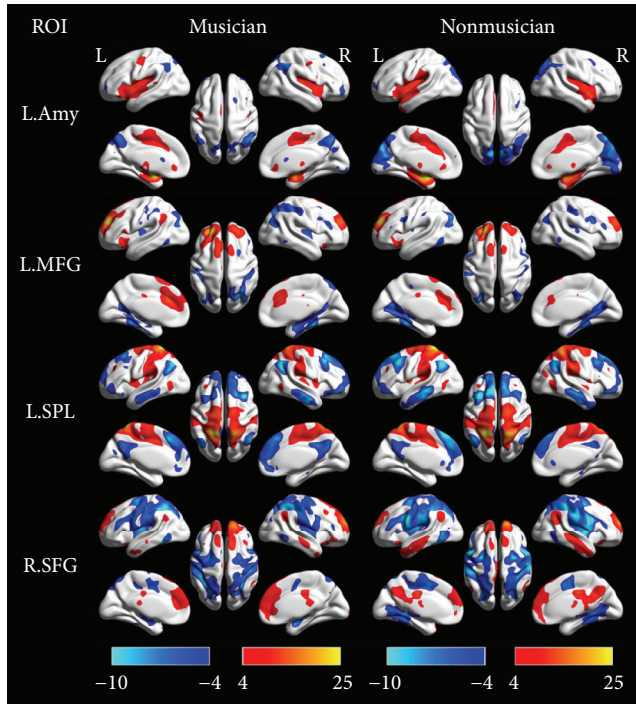 ROI Musician Nonmusician
L R L R
L.Amy
L.MFG
L.SPL
R.SFG
−10 −4 4 25 −10 −4 4 25